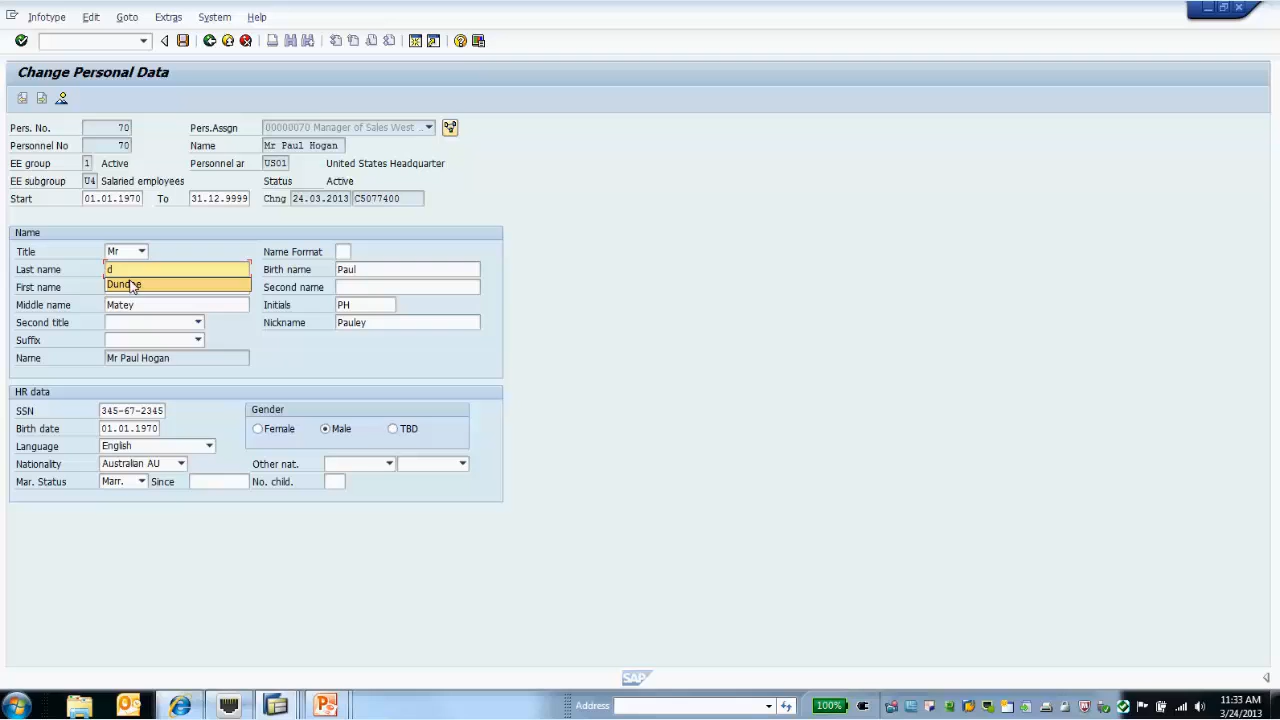 Infotype Edit Goto Extras System Help
Change Personal Data
Pers. No. 70 Pers.Assgn 00000070 Manager of Sales West ..
Personnel No 70 Name Mr Paul Hogan
EE group 1 Active Personnel ar US01 United States Headquarter
EE subgroup U4 Salaried employees Status Active
Start 01.01.1970 To 31.12.9999 Chng 24.03.2013 C5077400
Name
Title Mr Name Format
Last name d Birth name Paul
First name Dundee Second name
Middle name Matey Initials PH
Second title Nickname Pauley
Suffix
Name Mr Paul Hogan
HR data
SSN 345-67-2345 Gender
Birth date 01.01.1970 Female Male TBD
Language English
Nationality Australian AU Other nat.
Mar. Status Marr. Since No. child.
SAP
Address 100% 11:33 AM
3/24/2013